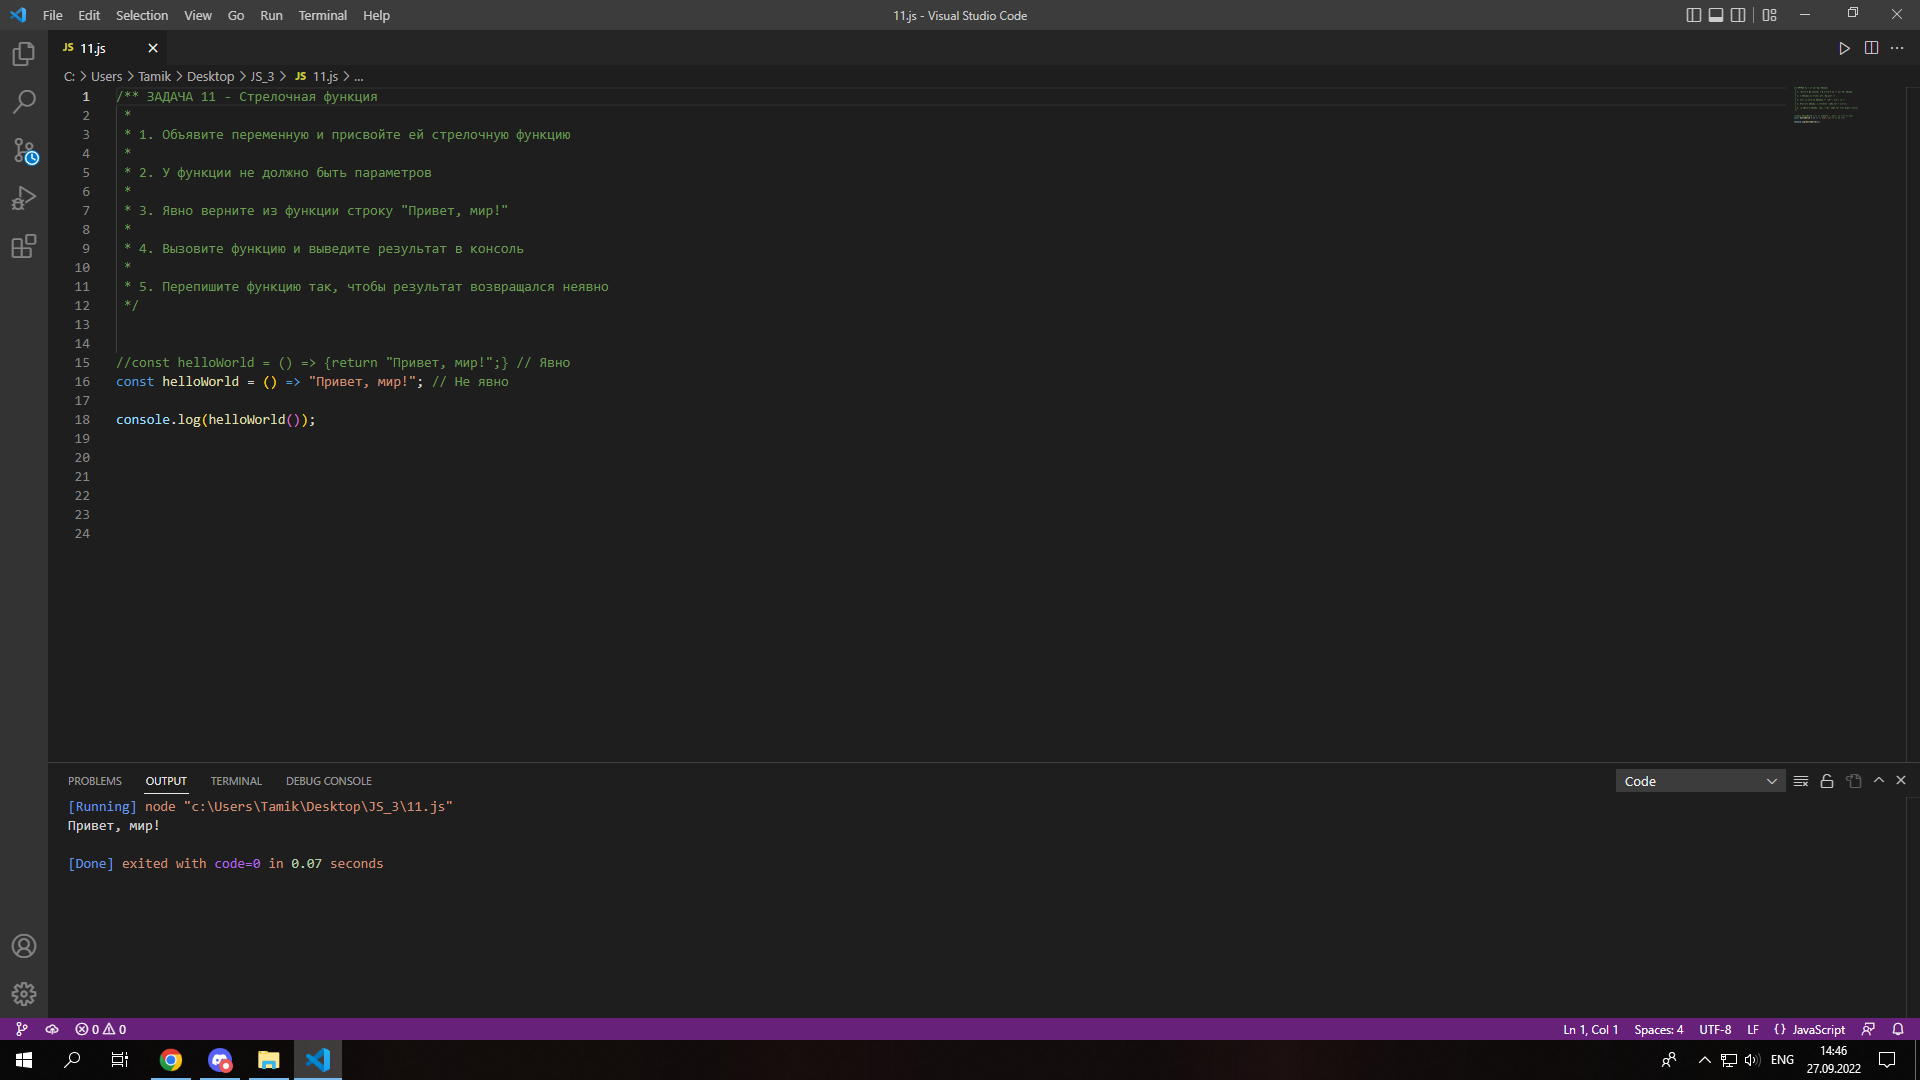 File Edit Selection View Go Run Terminal Help
11.js - Visual Studio Code
JS 11.js
C: > Users > Tamik > Desktop > JS_3 > JS 11.js > ...
1 /** ЗАДАЧА 11 - Стрелочная функция
2 *
3 * 1. Объявите переменную и присвойте ей стрелочную функцию
4 *
5 * 2. У функции не должно быть параметров
6 *
7 * 3. Явно верните из функции строку "Привет, мир!"
8 *
9 * 4. Вызовите функцию и выведите результат в консоль
10 *
11 * 5. Перепишите функцию так, чтобы результат возвращался неявно
12 */
13
14
15 //const helloWorld = () => {return "Привет, мир!";} // Явно
16 const helloWorld = () => "Привет, мир!"; // Не явно
17
18 console.log(helloWorld());
19
20
21
22
23
24
PROBLEMS OUTPUT TERMINAL DEBUG CONSOLE
Code
[Running] node "c:\Users\Tamik\Desktop\JS_3\11.js"
Привет, мир!
[Done] exited with code=0 in 0.07 seconds
0 0
Ln 1, Col 1 Spaces: 4 UTF-8 LF {} JavaScript
ENG
14:46
27.09.2022